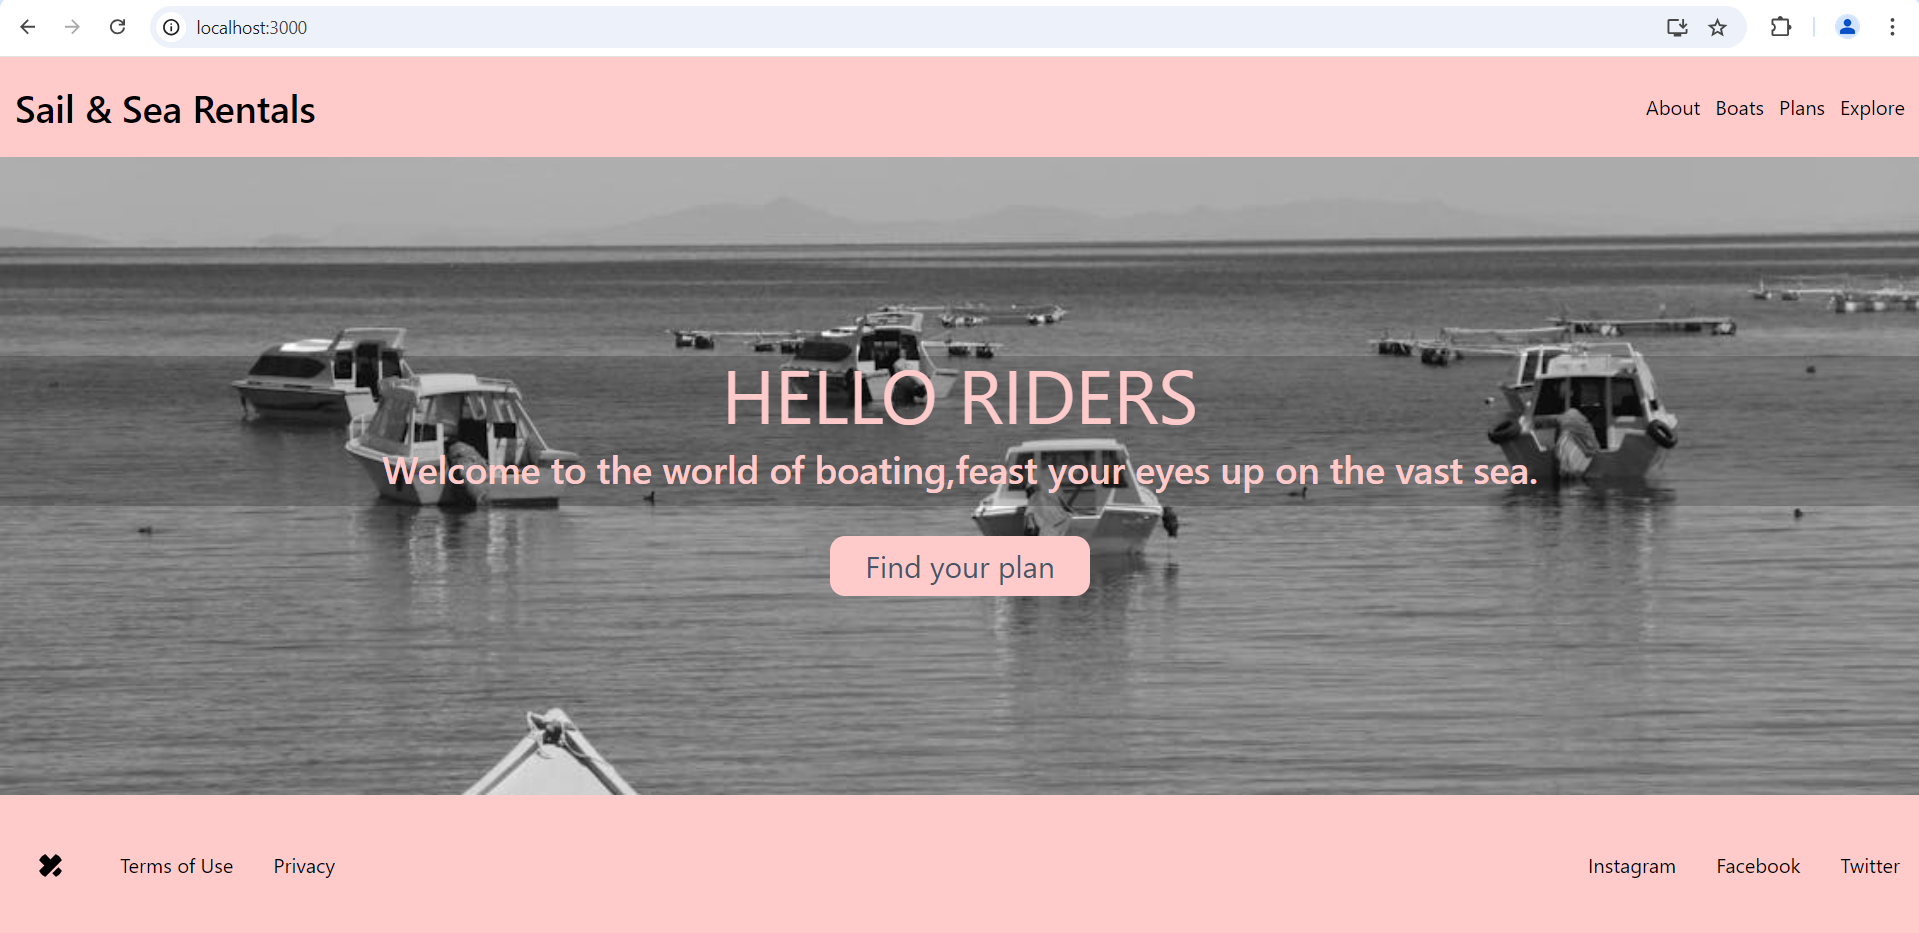 localhost:3000
Sail & Sea Rentals
About Boats Plans Explore
HELLO RIDERS
Welcome to the world of boating,feast your eyes up on the vast sea.
Find your plan
Terms of Use Privacy
Instagram Facebook Twitter